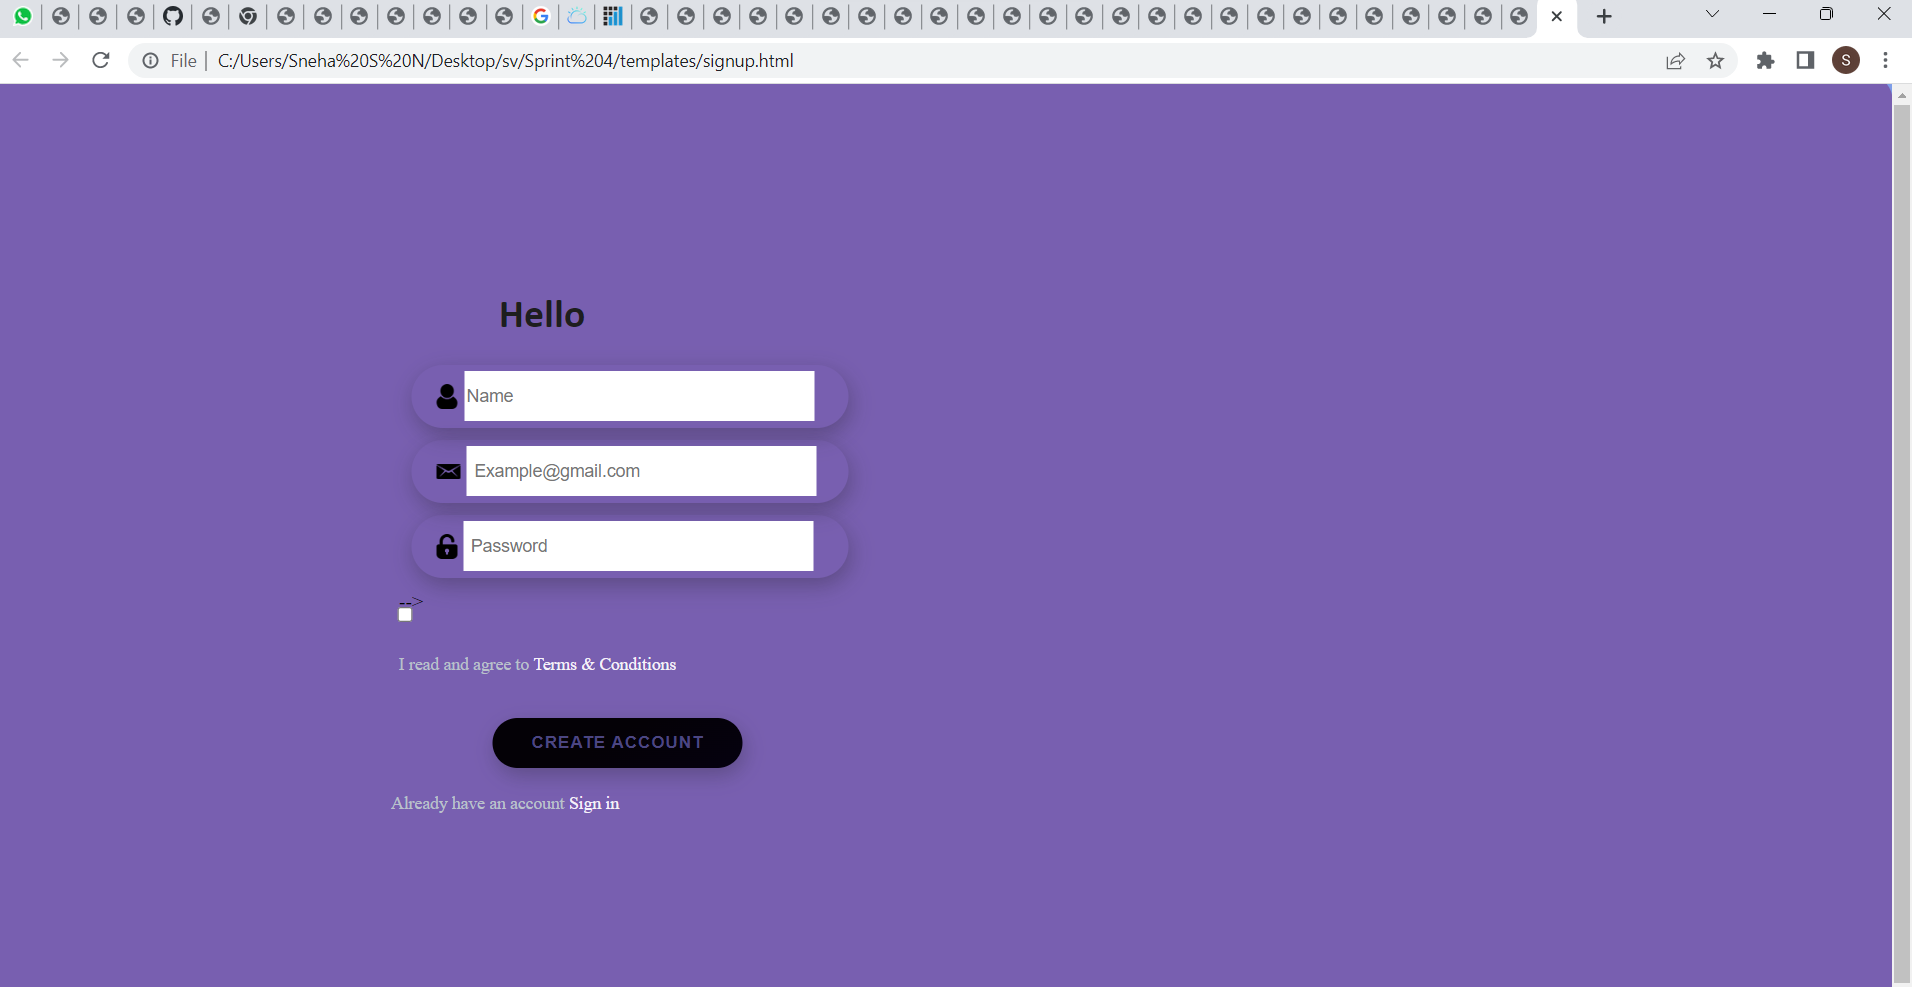 File | C:/Users/Sneha%20S%20N/Desktop/sv/Sprint%204/templates/signup.html
S
Hello
Name
Example@gmail.com
Password
-->
I read and agree to Terms & Conditions
CREATE ACCOUNT
Already have an account Sign in